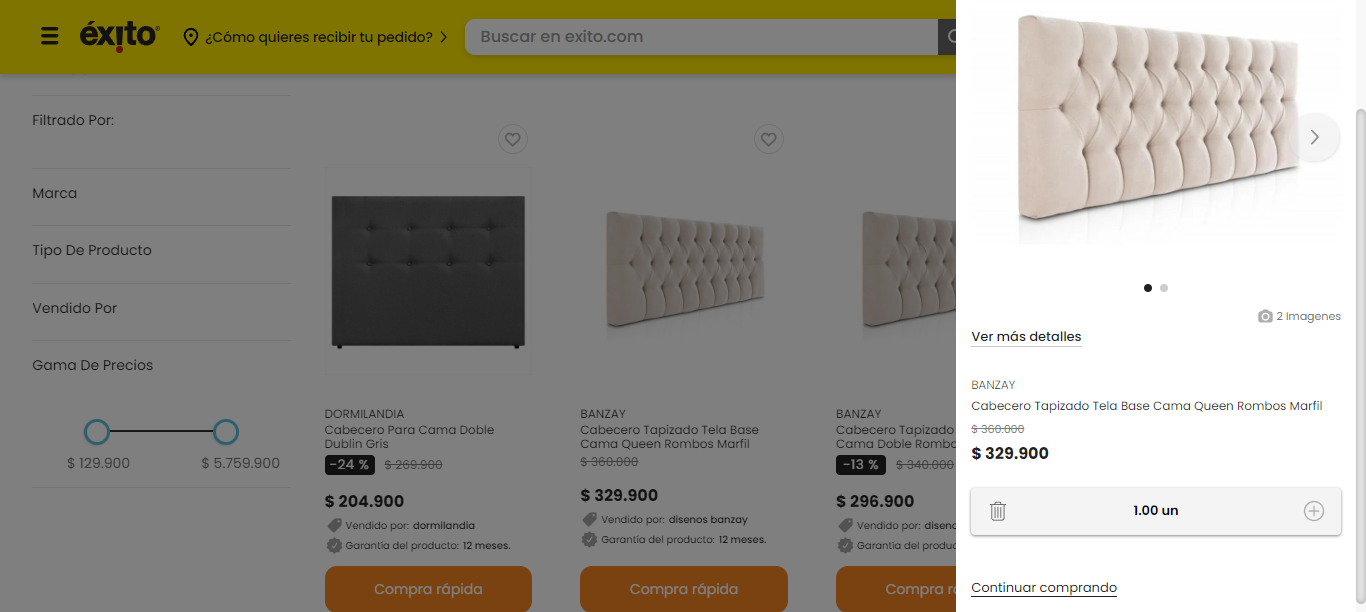 éxito
¿Cómo quieres recibir tu pedido?
Buscar en exito.com
Filtrado Por:
Marca
Tipo De Producto
Vendido Por
Gama De Precios
$ 129.900
$ 5.759.900
DORMILANDIA
Cabecero Para Cama Doble
Dublin Gris
-24 %
$ 269.900
$ 204.900
Vendido por: dormilandia
Garantía del producto: 12 meses.
Compra rápida
BANZAY
Cabecero Tapizado Tela Base
Cama Queen Rombos Marfil
$ 360.000
$ 329.900
Vendido por: disenos banzay
Garantía del producto: 12 meses.
Compra rápida
BANZAY
Cabecero Tapizado
Cama Doble
-13 %
$ 340.000
$ 296.900
Vendido por:
Garantía del
Compra
2 Imagenes
Ver más detalles
BANZAY
Cabecero Tapizado Tela Base Cama Queen Rombos Marfil
$ 360.000
$ 329.900
1.00 un
Continuar comprando